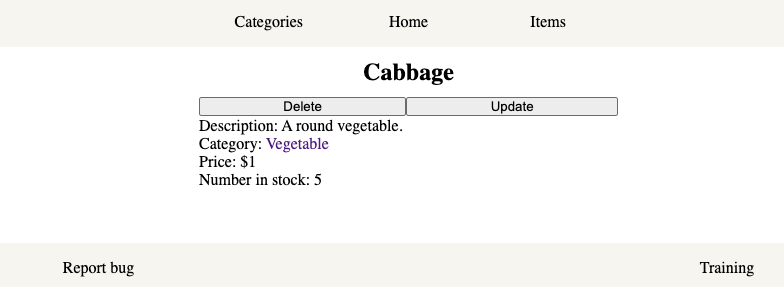 Categories Home Items
Cabbage
Delete Update
Description: A round vegetable.
Category: Vegetable
Price: $1
Number in stock: 5
Report bug Training